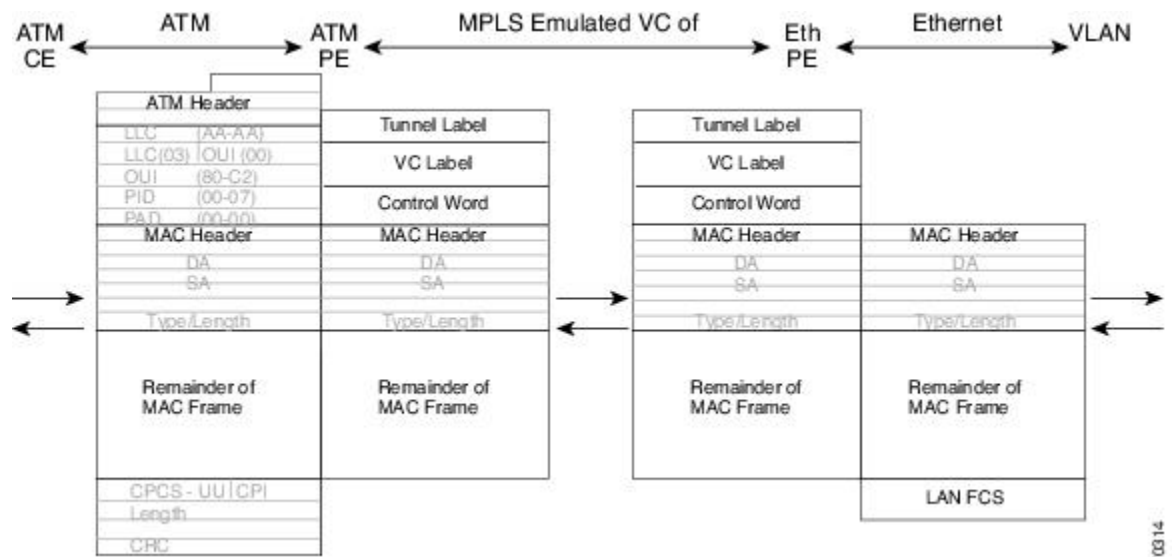 ATM CE
ATM
ATM PE
MPLS Emulated VC of
Eth PE
Ethernet
VLAN
ATM Header
LLC (AA-AA)
LLC(03) OUI (00)
OUI (80-C2)
PID (00-07)
PAD (00-00)
MAC Header
DA
SA
Type/Length
Remainder of
MAC Frame
CPCS - UU CPI
Length
CRC
Tunnel Label
VC Label
Control Word
MAC Header
DA
SA
Type/Length
Remainder of
MAC Frame
Tunnel Label
VC Label
Control Word
MAC Header
DA
SA
Type/Length
Remainder of
MAC Frame
MAC Header
DA
SA
Type/Length
Remainder of
MAC Frame
LAN FCS
0314